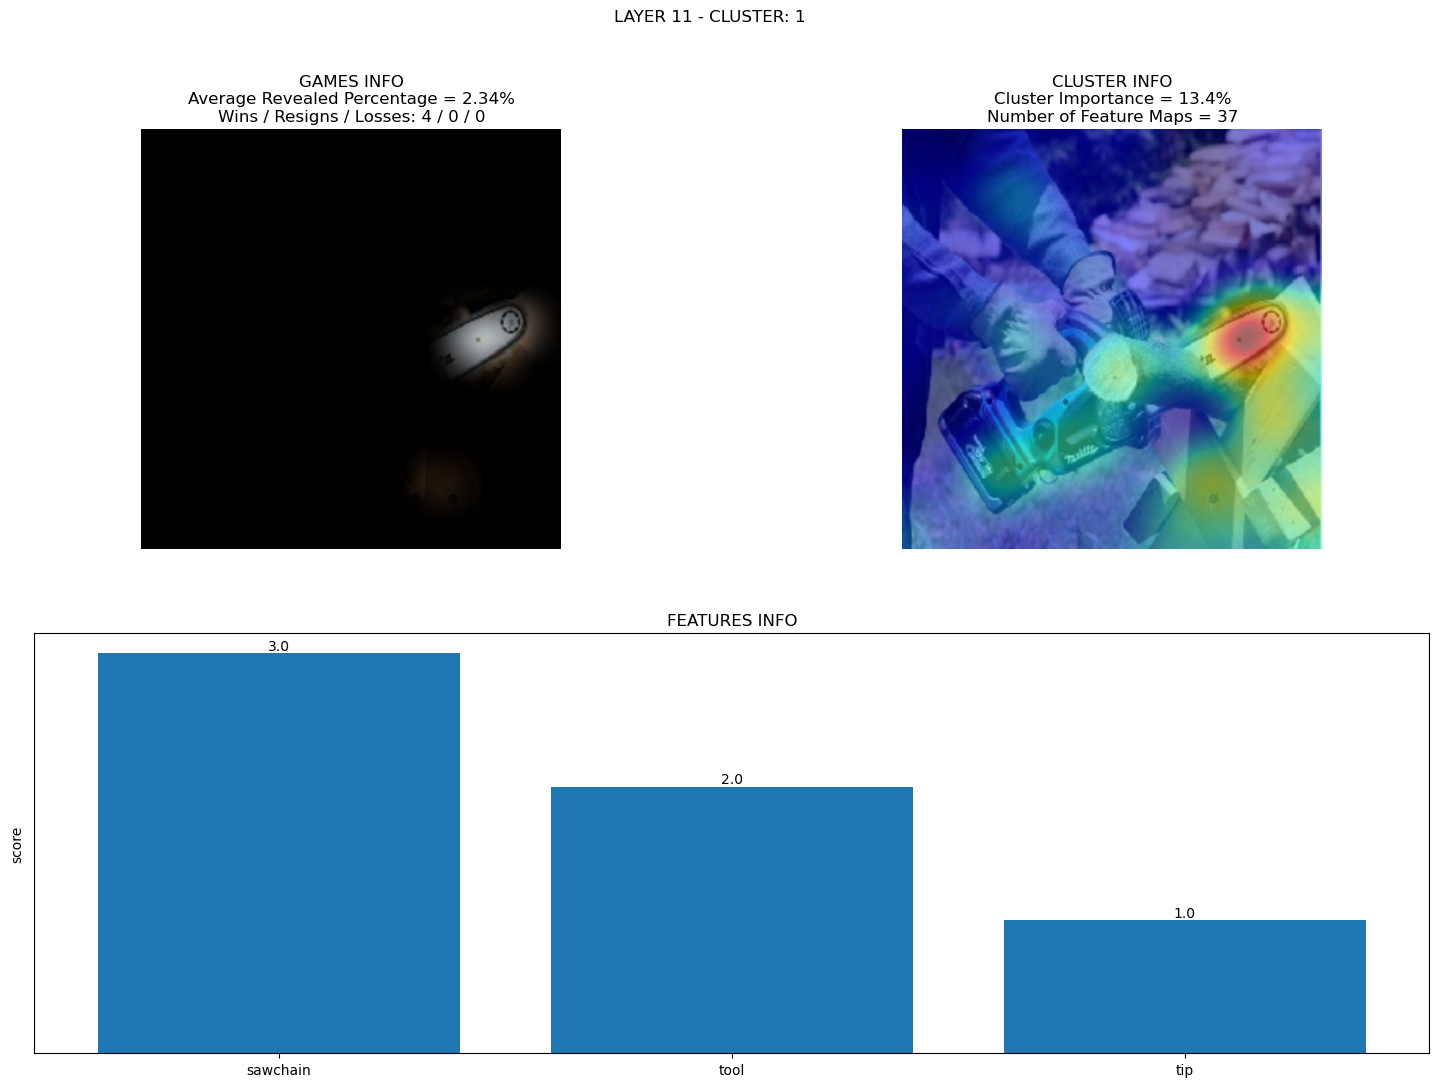 LAYER 11 - CLUSTER: 1
GAMES INFO
Average Revealed Percentage = 2.34%
Wins / Resigns / Losses: 4 / 0 / 0
CLUSTER INFO
Cluster Importance = 13.4%
Number of Feature Maps = 37
Makita
FEATURES INFO
3.0
2.0
1.0
score
sawchain
tool
tip